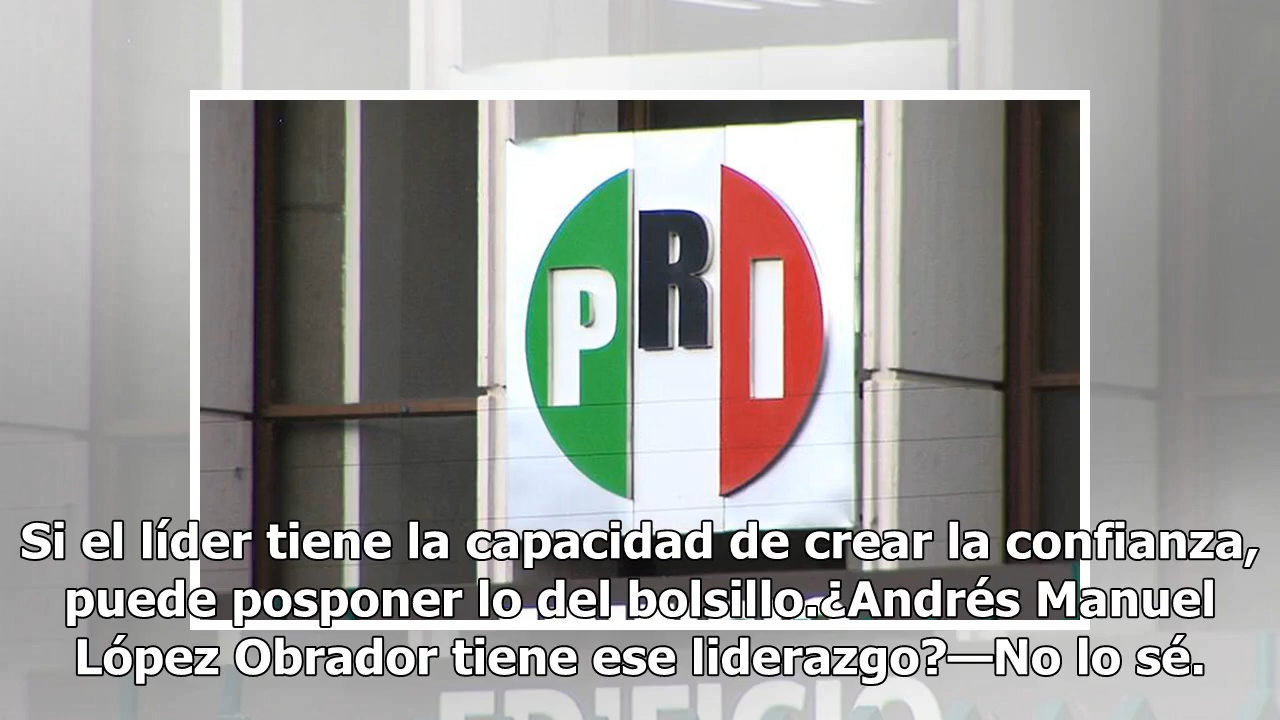 PRI
Si el líder tiene la capacidad de crear la confianza,
puede posponer lo del bolsillo.¿Andrés Manuel
López Obrador tiene ese liderazgo?—No lo sé.
EDIFICIO